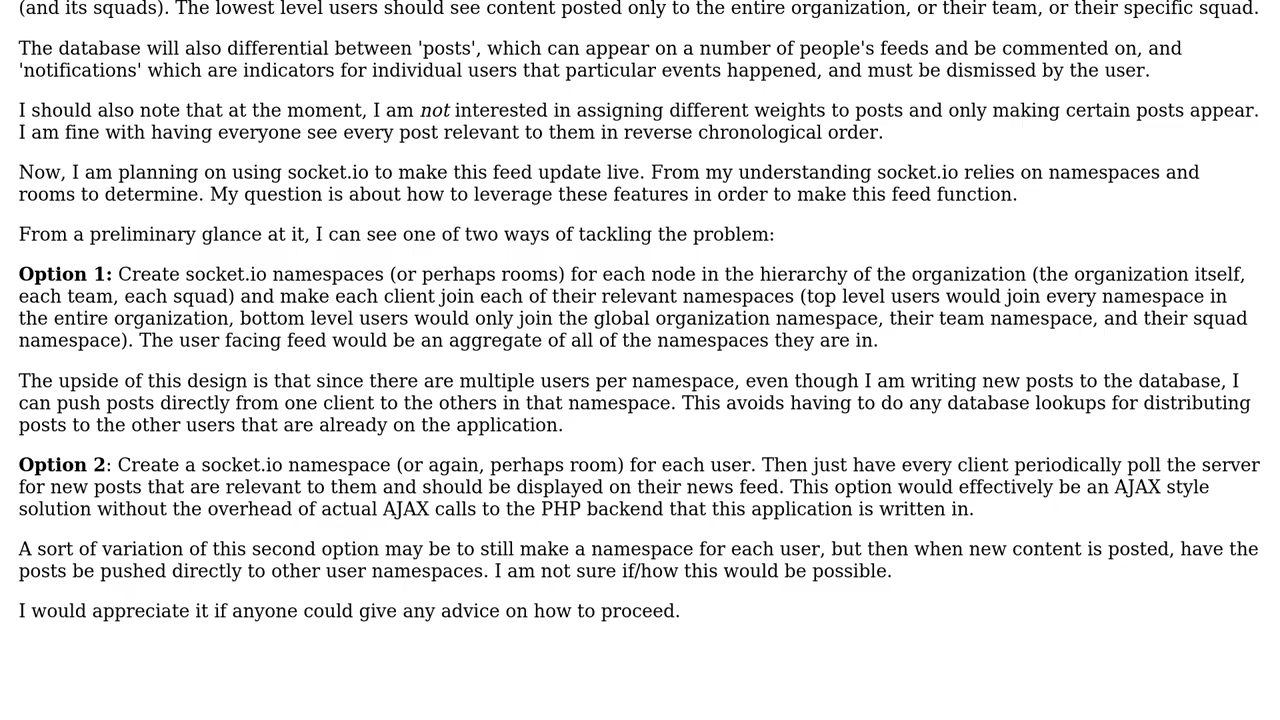 (and its squads). The lowest level users should see content posted only to the entire organization, or their team, or their specific squad.
The database will also differential between 'posts', which can appear on a number of people's feeds and be commented on, and
'notifications' which are indicators for individual users that particular events happened, and must be dismissed by the user.
I should also note that at the moment, I am not interested in assigning different weights to posts and only making certain posts appear.
I am fine with having everyone see every post relevant to them in reverse chronological order.
Now, I am planning on using socket.io to make this feed update live. From my understanding socket.io relies on namespaces and
rooms to determine. My question is about how to leverage these features in order to make this feed function.
From a preliminary glance at it, I can see one of two ways of tackling the problem:
Option 1: Create socket.io namespaces (or perhaps rooms) for each node in the hierarchy of the organization (the organization itself,
each team, each squad) and make each client join each of their relevant namespaces (top level users would join every namespace in
the entire organization, bottom level users would only join the global organization namespace, their team namespace, and their squad
namespace). The user facing feed would be an aggregate of all of the namespaces they are in.
The upside of this design is that since there are multiple users per namespace, even though I am writing new posts to the database, I
can push posts directly from one client to the others in that namespace. This avoids having to do any database lookups for distributing
posts to the other users that are already on the application.
Option 2: Create a socket.io namespace (or again, perhaps room) for each user. Then just have every client periodically poll the server
for new posts that are relevant to them and should be displayed on their news feed. This option would effectively be an AJAX style
solution without the overhead of actual AJAX calls to the PHP backend that this application is written in.
A sort of variation of this second option may be to still make a namespace for each user, but then when new content is posted, have the
posts be pushed directly to other user namespaces. I am not sure if/how this would be possible.
I would appreciate it if anyone could give any advice on how to proceed.